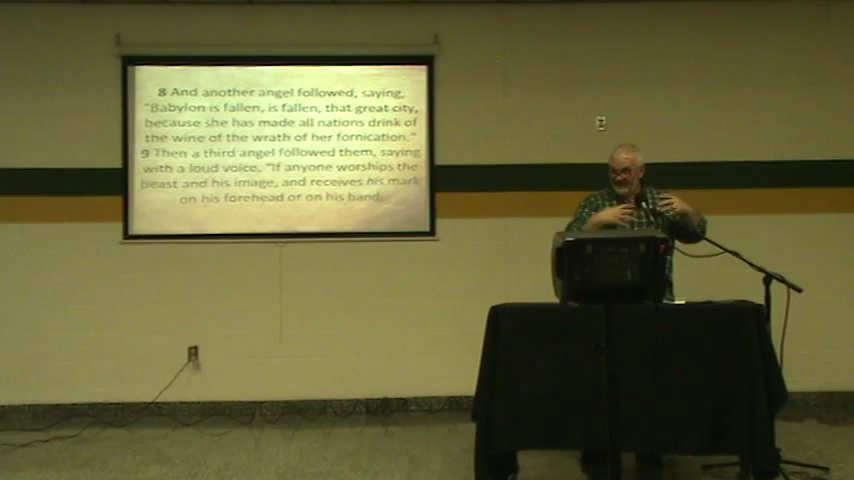 8 And another angel followed, saying,
"Babylon is fallen, is fallen, that great city,
because she has made all nations drink of
the wine of the wrath of her fornication."
9 Then a third angel followed them, saying
with a loud voice, "If anyone worships the
beast and his image, and receives his mark
on his forehead or on his hand,